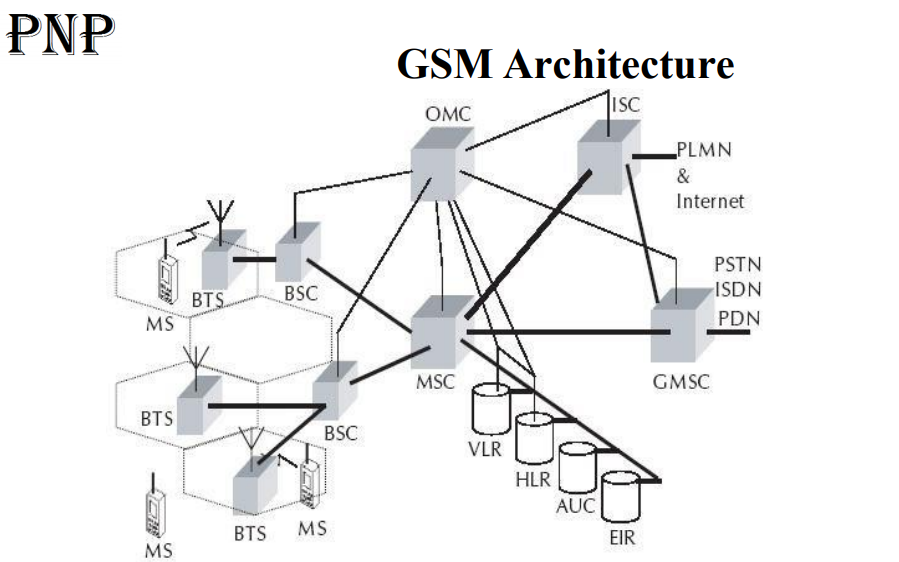 PNP
GSM Architecture
OMC
ISC
PLMN
&
Internet
PSTN
ISDN
PDN
BTS
BSC
MS
MSC
GMSC
BTS
BSC
VLR
HLR
AUC
EIR
BTS
MS
MS